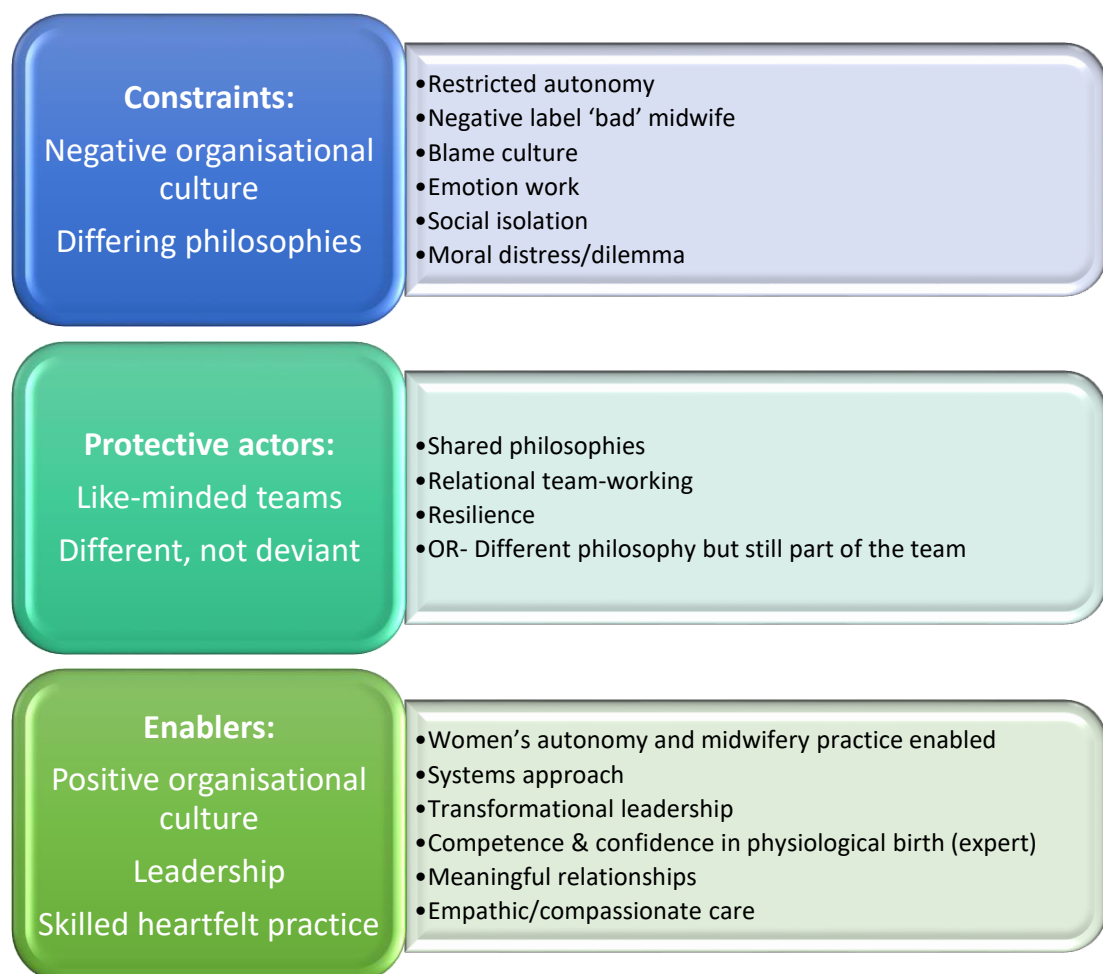 Constraints:
Negative organisational
culture
Differing philosophies
•Restricted autonomy
•Negative label ‘bad’ midwife
•Blame culture
•Emotion work
•Social isolation
•Moral distress/dilemma
Protective actors:
Like-minded teams
Different, not deviant
•Shared philosophies
•Relational team-working
•Resilience
•OR- Different philosophy but still part of the team
Enablers:
Positive organisational
culture
Leadership
Skilled heartfelt practice
•Women’s autonomy and midwifery practice enabled
•Systems approach
•Transformational leadership
•Competence & confidence in physiological birth (expert)
•Meaningful relationships
•Empathic/compassionate care